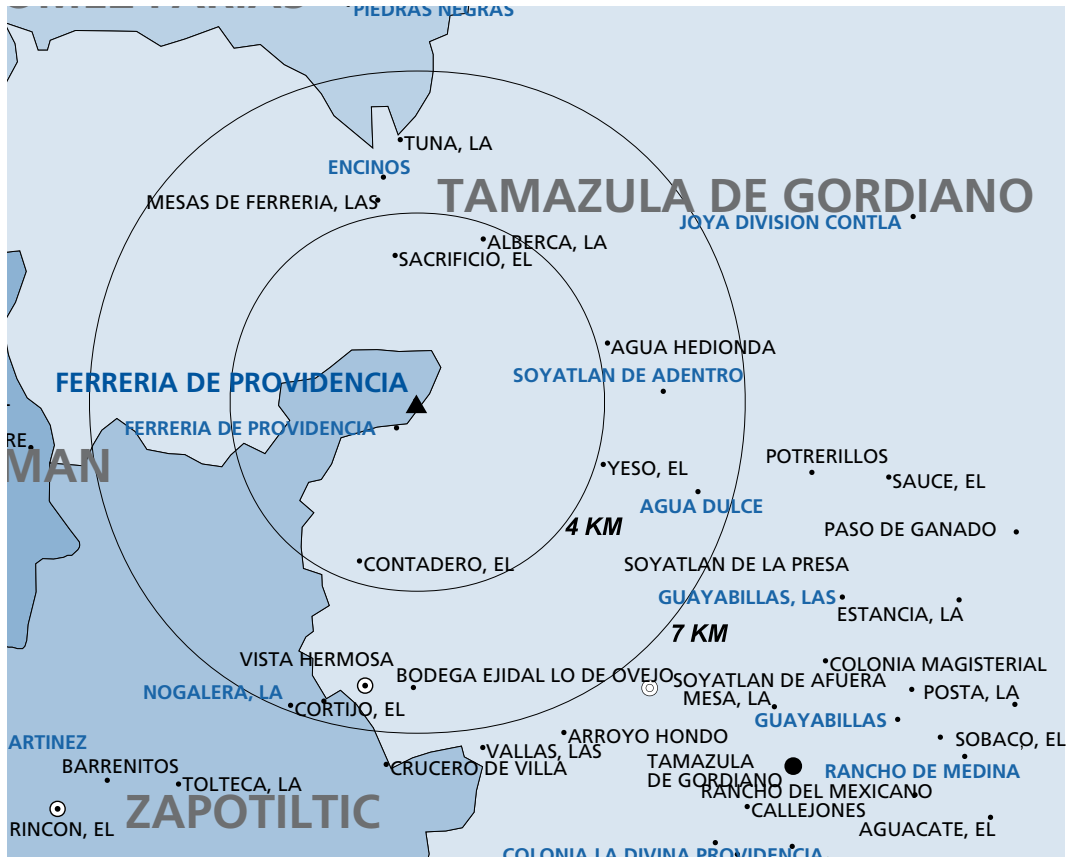 PIEDRAS NEGRAS
TUNA, LA
ENCINOS
MESAS DE FERRERIA, LAS
TAMAZULA DE GORDIANO
JOYA DIVISION CONTLA
ALBERCA, LA
SACRIFICIO, EL
AGUA HEDIONDA
SOYATLAN DE ADENTRO
FERRERIA DE PROVIDENCIA
FERRERIA DE PROVIDENCIA
RE
MAN
POTRERILLOS
YESO, EL
SAUCE, EL
AGUA DULCE
4 KM
PASO DE GANADO
CONTADERO, EL
SOYATLAN DE LA PRESA
GUAYABILLAS, LAS
ESTANCIA, LA
7 KM
VISTA HERMOSA
COLONIA MAGISTERIAL
BODEGA EJIDAL LO DE OVEJO
SOYATLAN DE AFUERA
NOGALERA, LA
MESA, LA
POSTA, LA
CORTIJO, EL
GUAYABILLAS
ARROYO HONDO
SOBACO, EL
ARTINEZ
VALLAS, LAS
BARRENITOS
CRUCERO DE VILLA
TAMAZULA
DE GORDIANO
RANCHO DE MEDINA
TOLTECA, LA
RANCHO DEL MEXICANO
ZAPOTILTIC
CALLEJONES
RINCON, EL
AGUACATE, EL
COLONIA LA DIVINA PROVIDENCIA